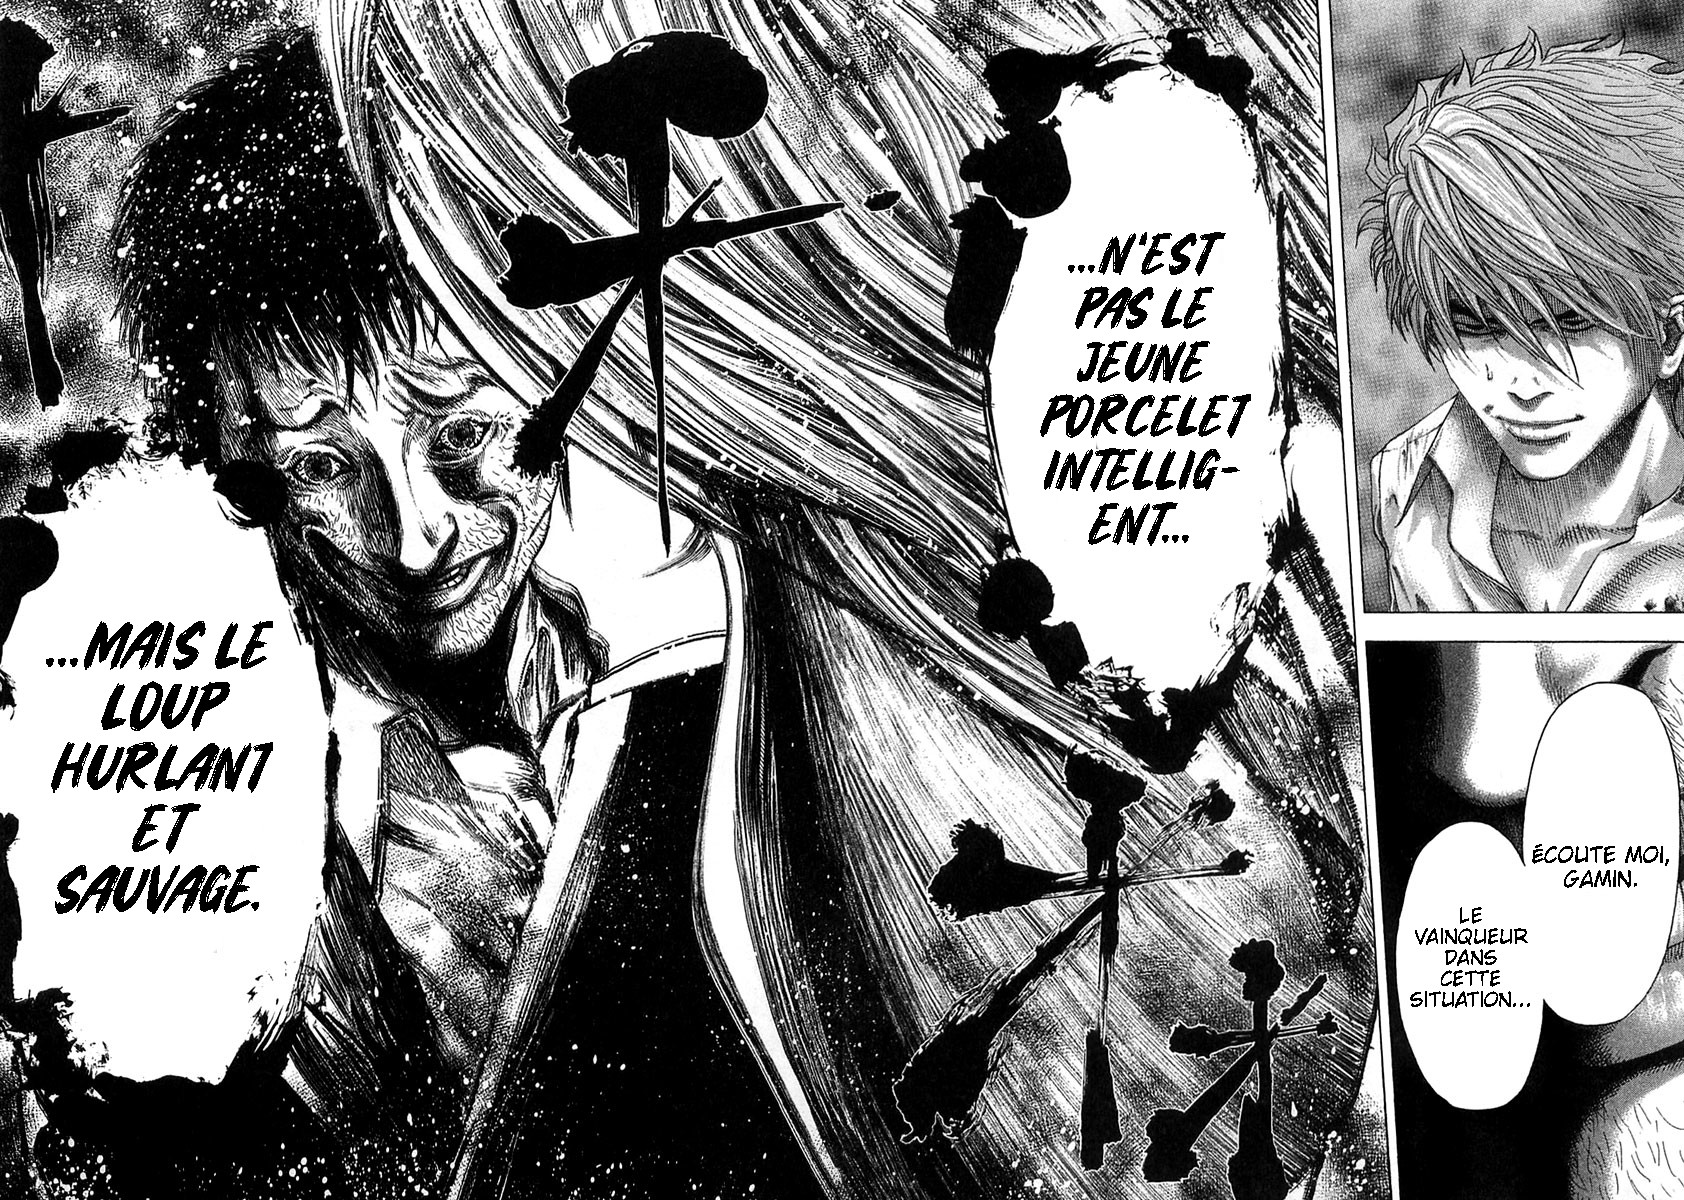 ÉCOUTE MOI,
GAMIN.
LE
VAINQUEUR
DANS
CETTE
SITUATION...
...N'EST
PAS LE
JEUNE
PORCELET
INTELLIG-
ENT...
...MAIS LE
LOUP
HURLANT
ET
SAUVAGE.